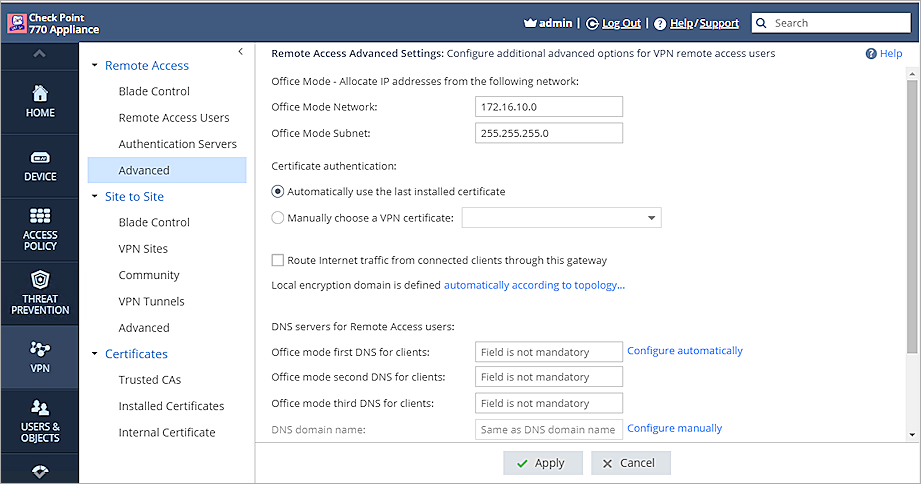 Check Point
770 Appliance
admin | Log Out | Help / Support
Search
HOME
DEVICE
ACCESS
POLICY
THREAT
PREVENTION
VPN
USERS &
OBJECTS
Remote Access
Blade Control
Remote Access Users
Authentication Servers
Advanced
Site to Site
Blade Control
VPN Sites
Community
VPN Tunnels
Advanced
Certificates
Trusted CAs
Installed Certificates
Internal Certificate
Remote Access Advanced Settings: Configure additional advanced options for VPN remote access users
Help
Office Mode - Allocate IP addresses from the following network:
Office Mode Network: 172.16.10.0
Office Mode Subnet: 255.255.255.0
Certificate authentication:
Automatically use the last installed certificate
Manually choose a VPN certificate:
Route Internet traffic from connected clients through this gateway
Local encryption domain is defined automatically according to topology...
DNS servers for Remote Access users:
Office mode first DNS for clients: Field is not mandatory Configure automatically
Office mode second DNS for clients: Field is not mandatory
Office mode third DNS for clients: Field is not mandatory
DNS domain name: Same as DNS domain name Configure manually
Apply
Cancel